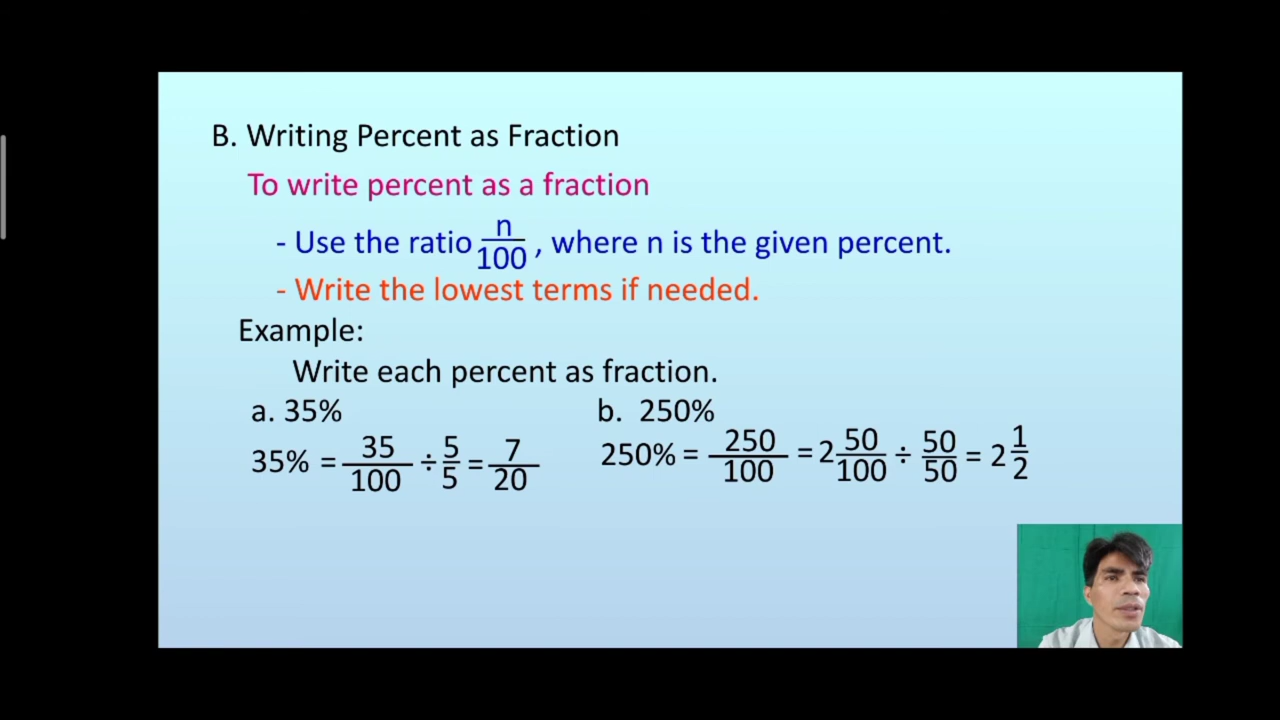 B. Writing Percent as Fraction
To write percent as a fraction
- Use the ratio n/100 , where n is the given percent.
- Write the lowest terms if needed.
Example:
Write each percent as fraction.
a. 35%
b. 250%
35% = 35/100 ÷ 5/5 = 7/20
250% = 250/100 = 2 50/100 ÷ 50/50 = 2 1/2